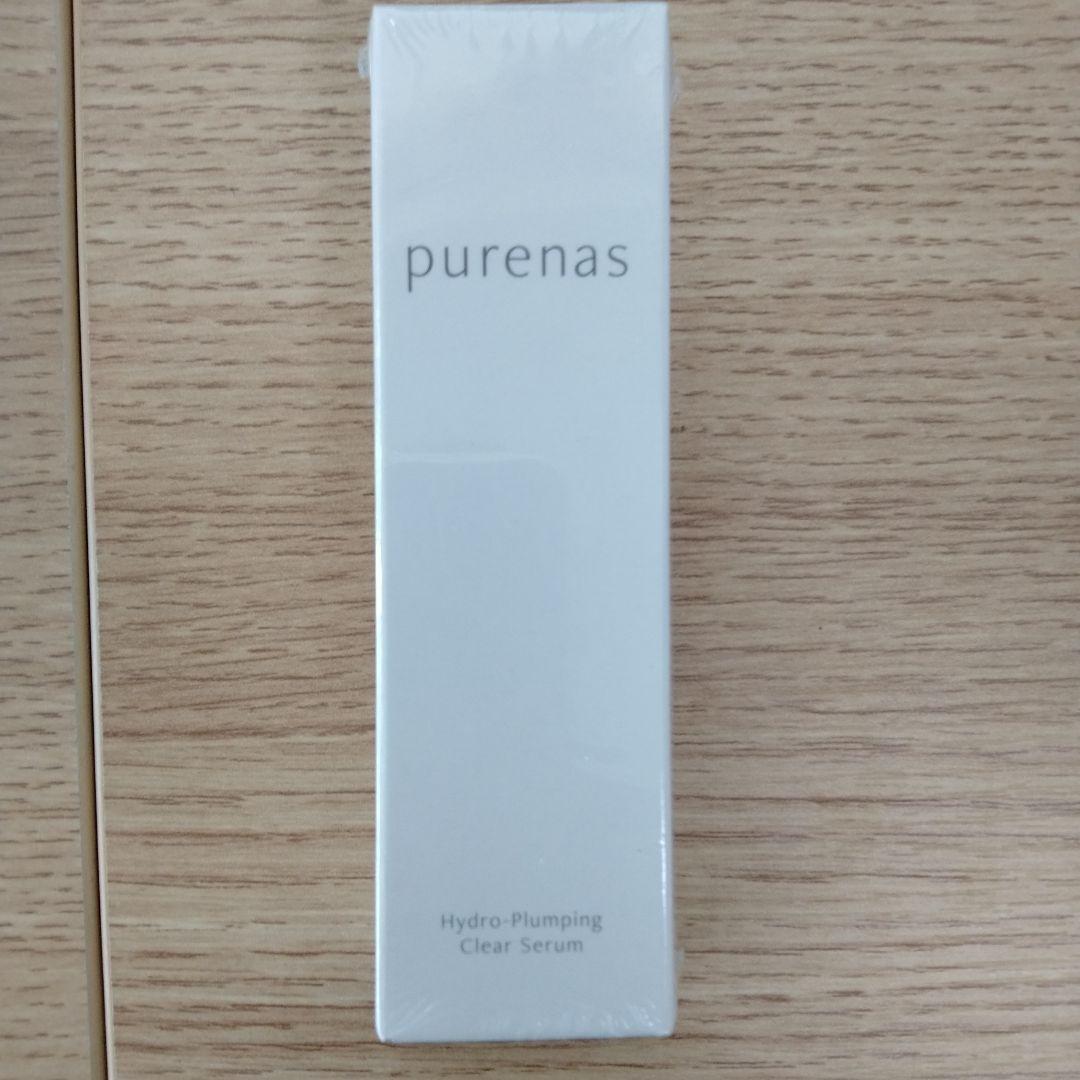 purenas
Hydro-Plumping
Clear Serum